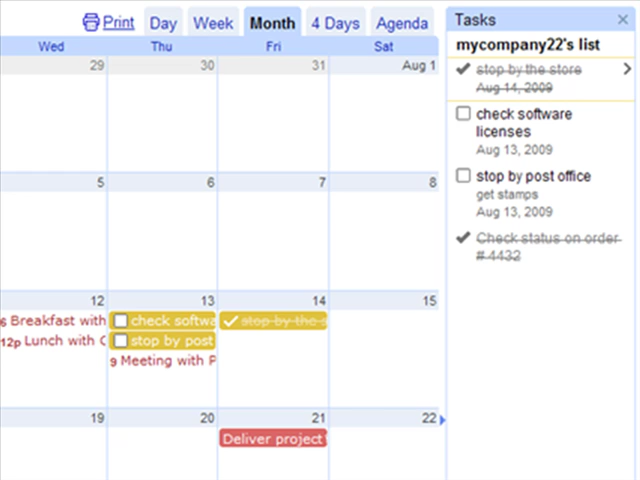 Print Day Week Month 4 Days Agenda
Wed Thu Fri Sat
29 30 31 Aug 1
5 6 7 8
12 13 14 15
6 Breakfast with check softwa stop by the s
12p Lunch with stop by post
9 Meeting with P
19 20 21 22
Deliver project
Tasks
mycompany22's list
stop by the store
Aug 14, 2009
check software
licenses
Aug 13, 2009
stop by post office
get stamps
Aug 13, 2009
Check status on order
# 4432